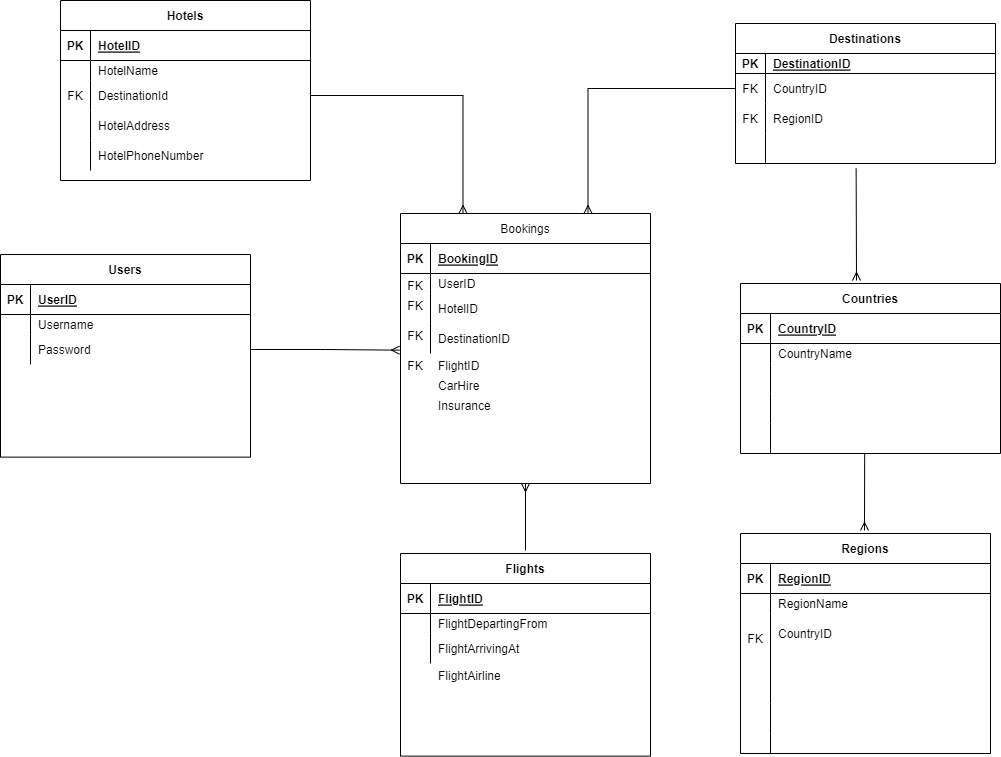 Hotels
PK HotelID
HotelName
FK DestinationId
HotelAddress
HotelPhoneNumber
Destinations
PK DestinationID
FK CountryID
FK RegionID
Users
PK UserID
Username
Password
Bookings
PK BookingID
FK UserID
FK HotelID
FK DestinationID
FK FlightID
CarHire
Insurance
Countries
PK CountryID
CountryName
Flights
PK FlightID
FlightDepartingFrom
FlightArrivingAt
FlightAirline
Regions
PK RegionID
RegionName
FK CountryID